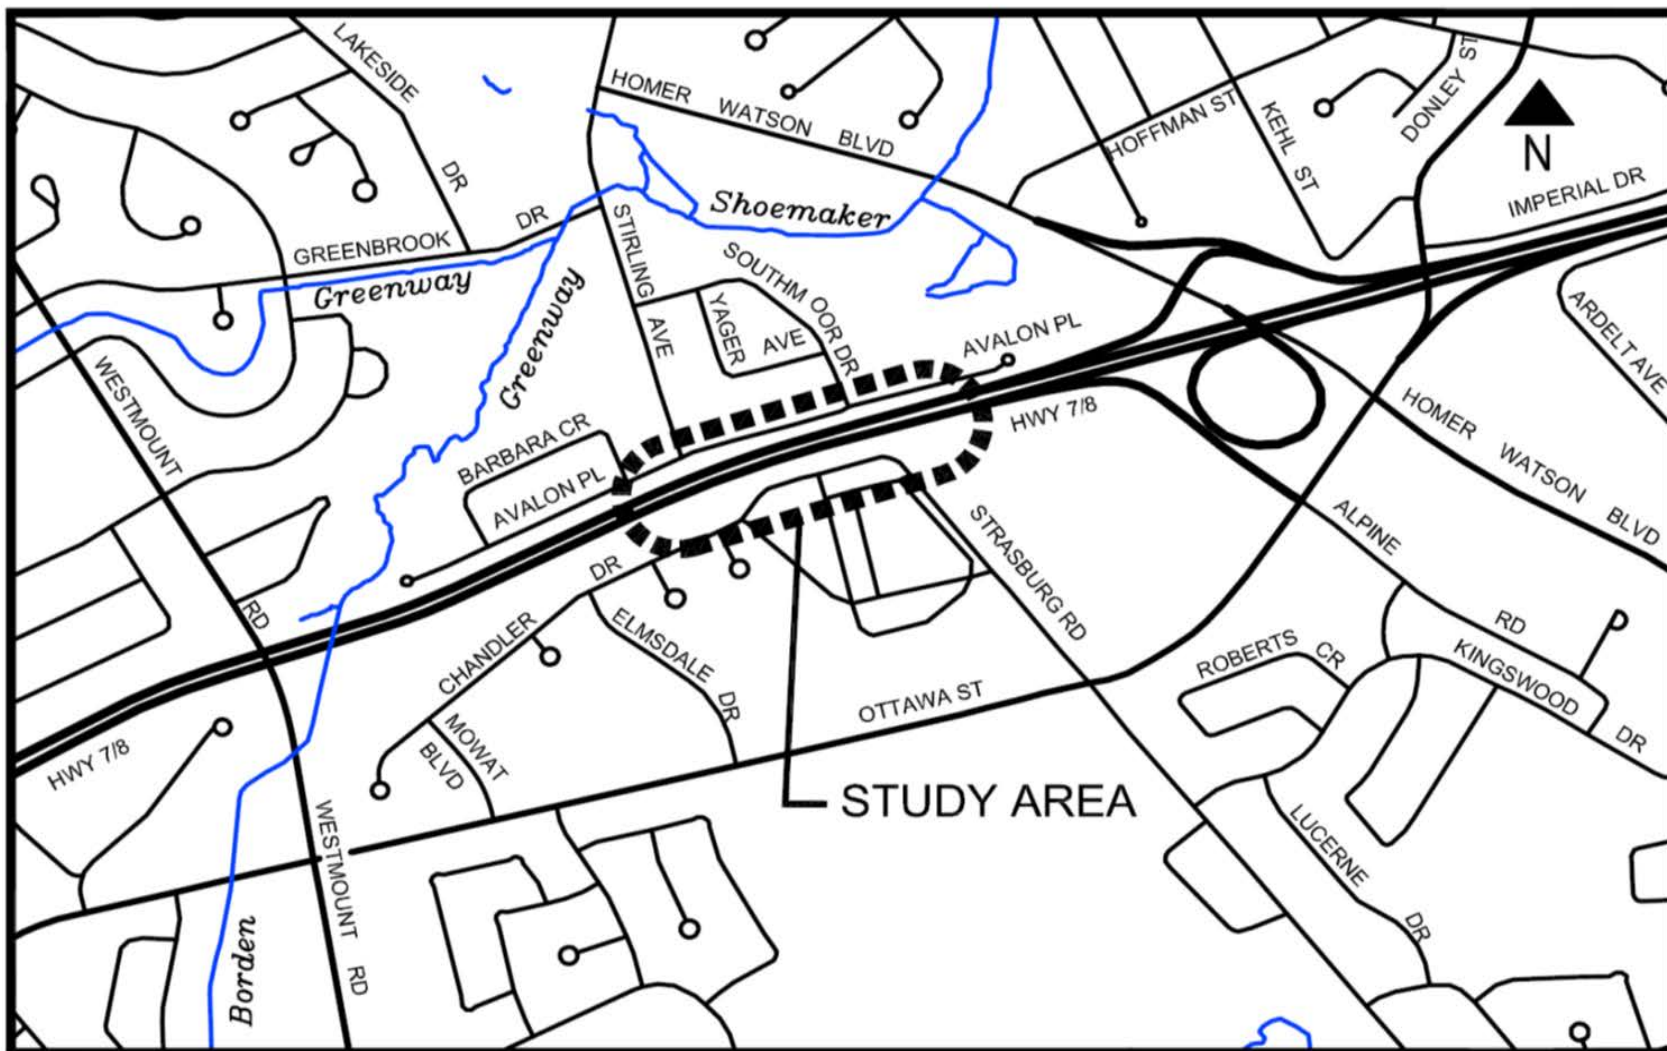 LAKESIDE
DR
HOMER WATSON BLVD
DONLEY ST
HOFFMAN ST
KEHL ST
N
IMPERIAL DR
Shoemaker
GREENBROOK DR
Greenway
Greenway
STIRLING AVE
SOUTHM OOR DR
YAGER
AVE
AVALON PL
ARDELT AVE
WESTMOUNT
RD
HWY 7/8
HOMER WATSON BLVD
BARBARA CR
AVALON PL
STRASBURG RD
ALPINE
RD
CHANDLER DR
ELMSDALE
DR
ROBERTS CR
KINGSWOOD
DR
OTTAWA ST
MOWAT
BLVD
HWY 7/8
STUDY AREA
WESTMOUNT RD
LUCERNE
DR
Borden